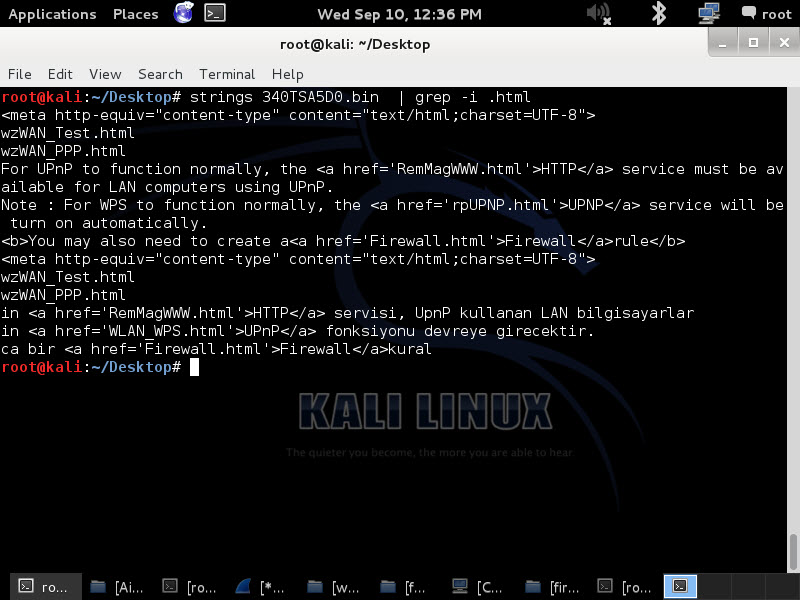 Applications Places Wed Sep 10, 12:36 PM root
root@kali: ~/Desktop
File Edit View Search Terminal Help
root@kali:~/Desktop# strings 340TSA5D0.bin  | grep -i .html
<meta http-equiv="content-type" content="text/html;charset=UTF-8">
wzWAN_Test.html
wzWAN_PPP.html
For UPnP to function normally, the <a href='RemMagWWW.html'>HTTP</a> service must be av
ailable for LAN computers using UPnP.
Note : For WPS to function normally, the <a href='rpUPNP.html'>UPNP</a> service will be
 turn on automatically.
<b>You may also need to create a<a href='Firewall.html'>Firewall</a>rule</b>
<meta http-equiv="content-type" content="text/html;charset=UTF-8">
wzWAN_Test.html
wzWAN_PPP.html
in <a href='RemMagWWW.html'>HTTP</a> servisi, UpnP kullanan LAN bilgisayarlar
in <a href='WLAN_WPS.html'>UPnP</a> fonksiyonu devreye girecektir.
ca bir <a href='Firewall.html'>Firewall</a>kural
root@kali:~/Desktop#
KALI LINUX
The quieter you become, the more you are able to hear
ro... [Ai... [ro... [*... [w... [f... [C... [fir... [ro...